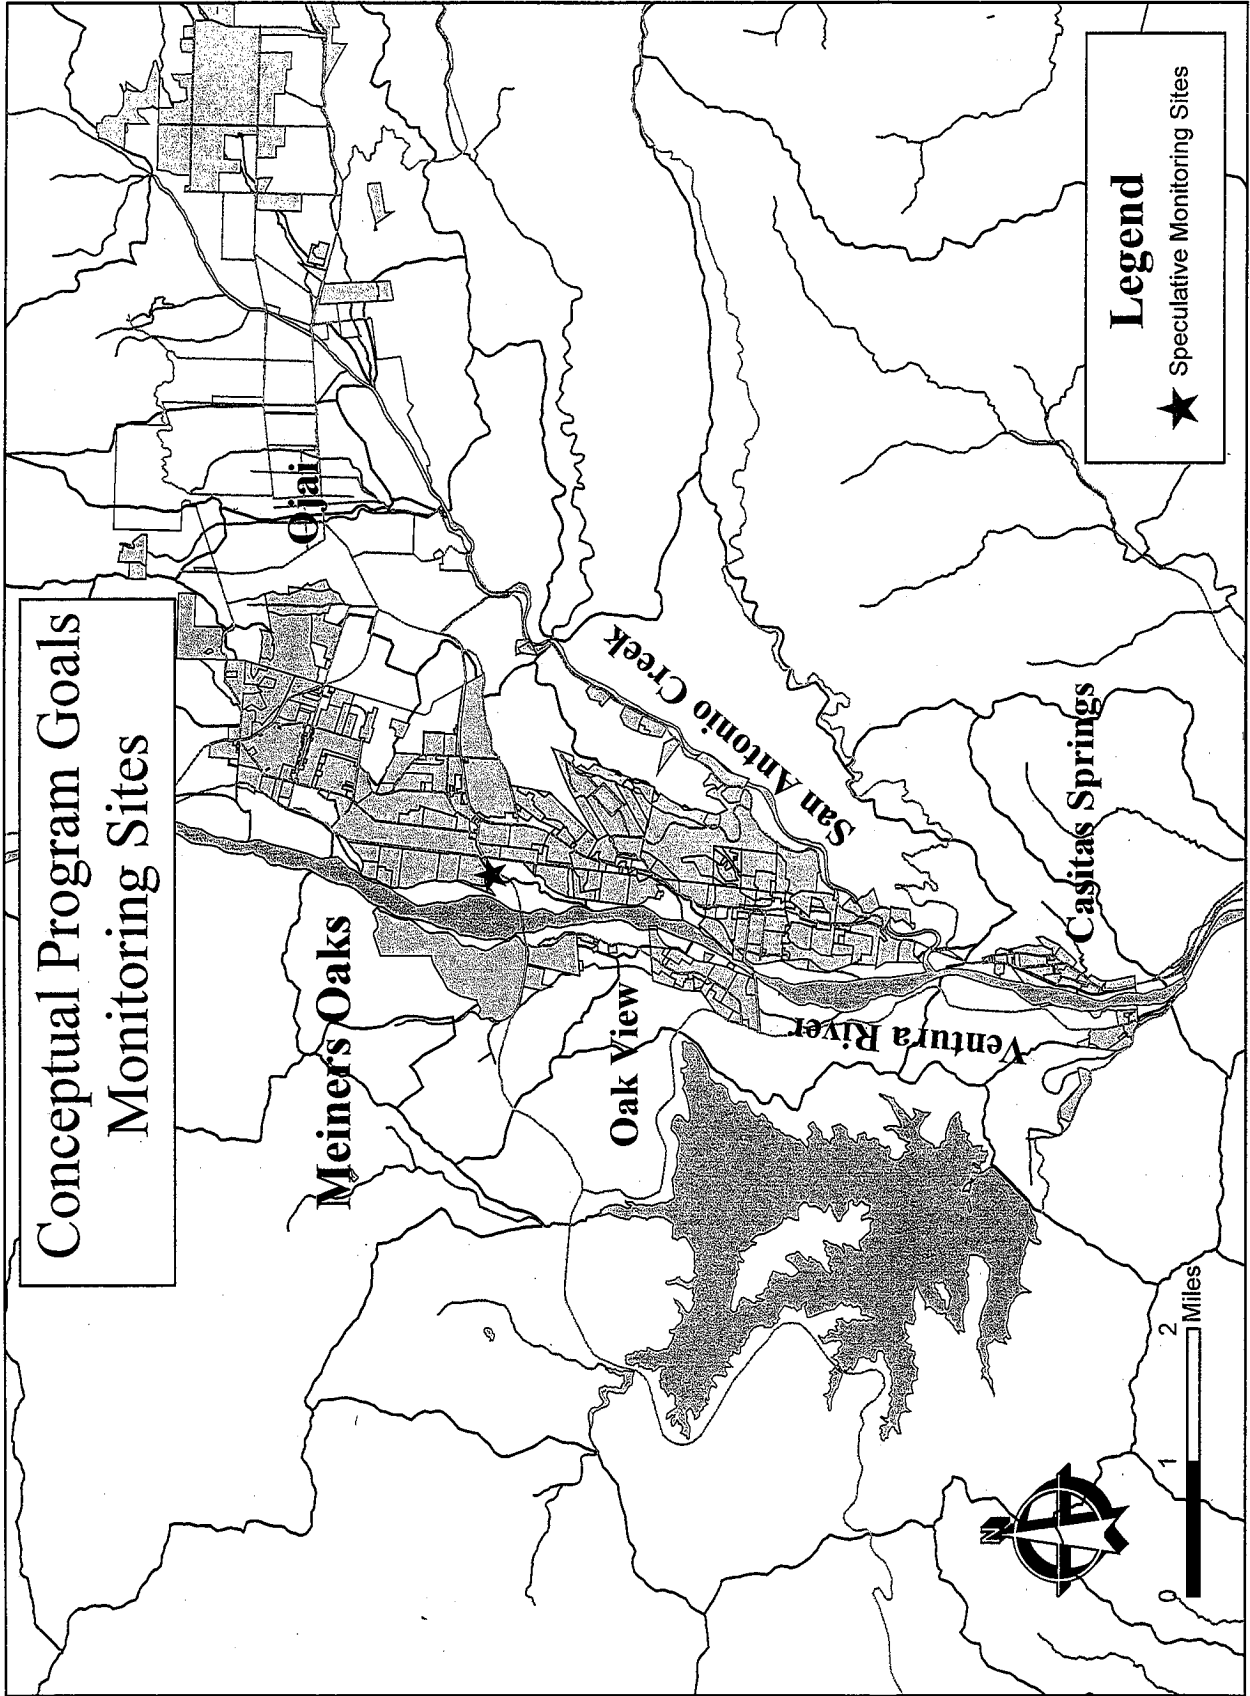 Conceptual Program Goals
Monitoring Sites
Meiners Oaks
Ojai
Oak View
San Antonio Creek
Ventura River
Casitas Springs
Legend
★ Speculative Monitoring Sites
N
0 1 2 Miles